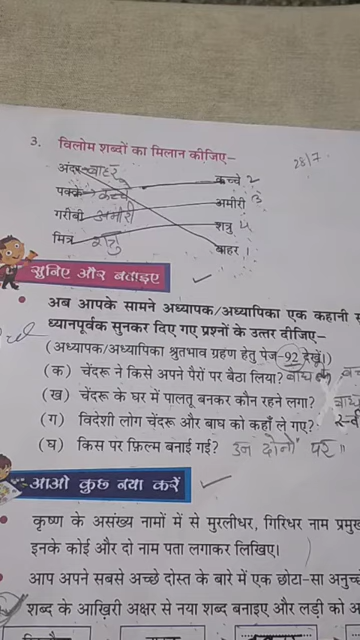 3. विलोम शब्दों का मिलान कीजिए–
28/7
अंदर बाहर कच्चे 2
पक्के कच्चे अमीरी 3
गरीबी अमीरी शत्रु 4
मित्र शत्रु बाहर 1
सुनिए और बताइए
अब आपके सामने अध्यापक/अध्यापिका एक कहानी
ध्यानपूर्वक सुनकर दिए गए प्रश्नों के उत्तर दीजिए–
(अध्यापक/अध्यापिका श्रुतभाव ग्रहण हेतु पेज-92 देखें।)
(क) चेंदरू ने किसे अपने पैरों पर बैठा लिया? बाघ के
(ख) चेंदरू के घर में पालतू बनकर कौन रहने लगा?
(ग) विदेशी लोग चेंदरू और बाघ को कहाँ ले गए?
(घ) किस पर फ़िल्म बनाई गई? उन दोनों पर॥
आओ कुछ नया करें
कृष्ण के असंख्य नामों में से मुरलीधर, गिरिधर नाम
इनके कोई और दो नाम पता लगाकर लिखिए।
आप अपने सबसे अच्छे दोस्त के बारे में एक छोटा-सा
शब्द के आख़िरी अक्षर से नया शब्द बनाइए और लड़ी को